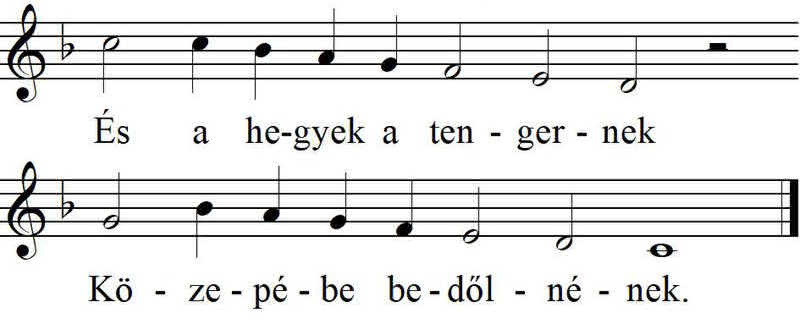 És a he-gyek a ten - ger - nek
Kö - ze - pé - be be - dől - né - nek.